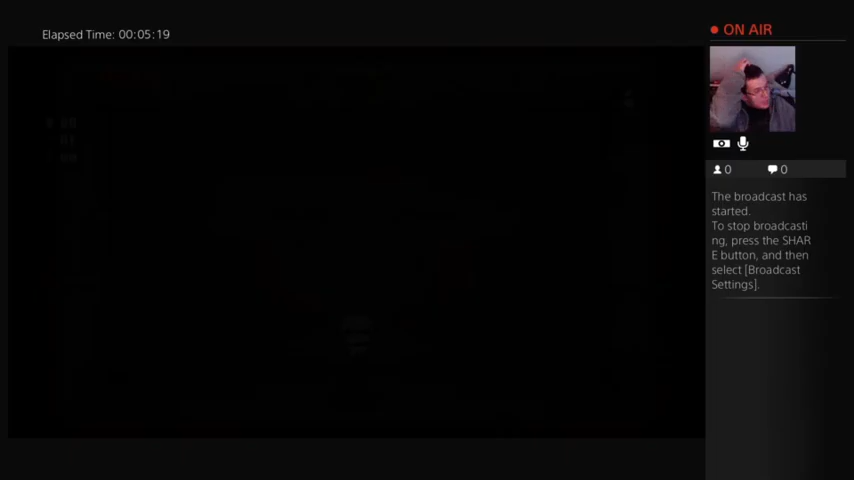 Elapsed Time: 00:05:19
ON AIR
0 0
The broadcast has
started.
To stop broadcasti
ng, press the SHAR
E button, and then
select [Broadcast
Settings].